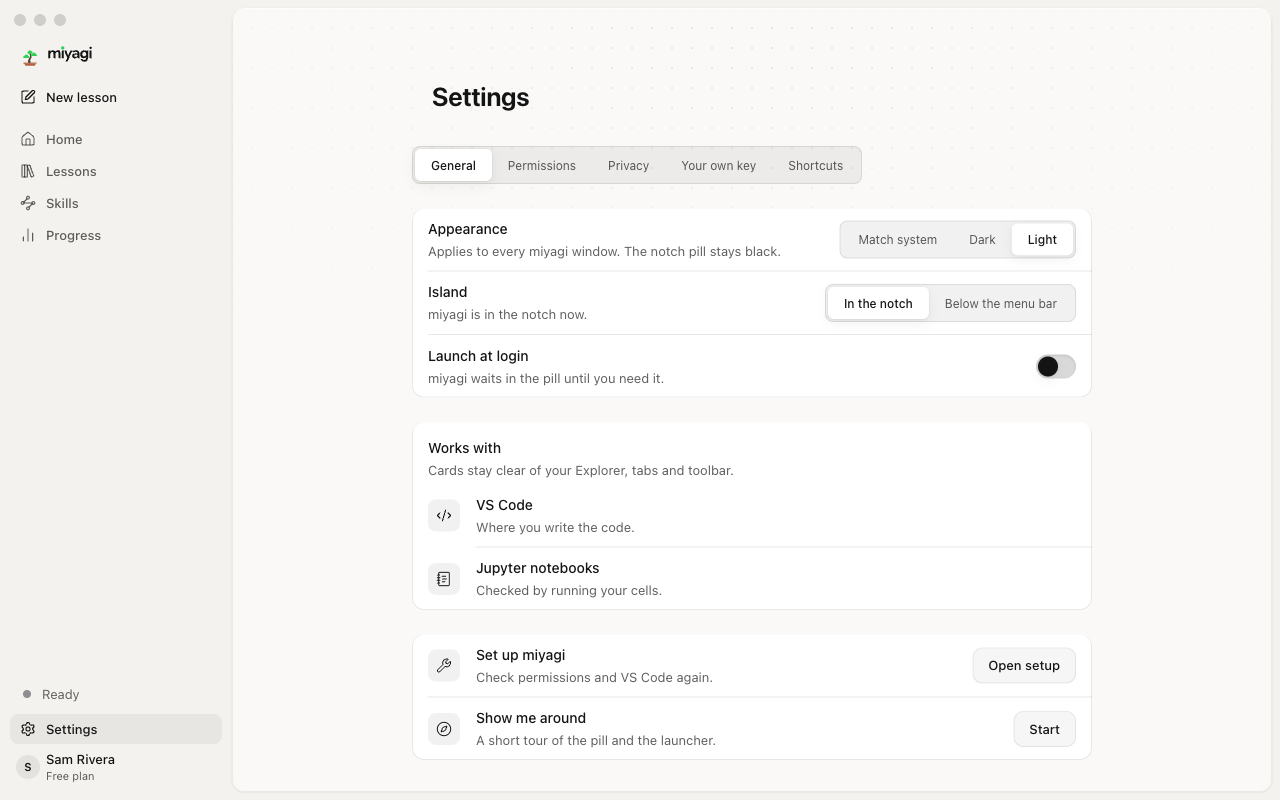 miyagi
New lesson
Home
Lessons
Skills
Progress
Ready
Settings
S
Sam Rivera
Free plan
Settings
General
Permissions
Privacy
Your own key
Shortcuts
Appearance
Applies to every miyagi window. The notch pill stays black.
Match system
Dark
Light
Island
miyagi is in the notch now.
In the notch
Below the menu bar
Launch at login
miyagi waits in the pill until you need it.
Works with
Cards stay clear of your Explorer, tabs and toolbar.
VS Code
Where you write the code.
Jupyter notebooks
Checked by running your cells.
Set up miyagi
Check permissions and VS Code again.
Open setup
Show me around
A short tour of the pill and the launcher.
Start